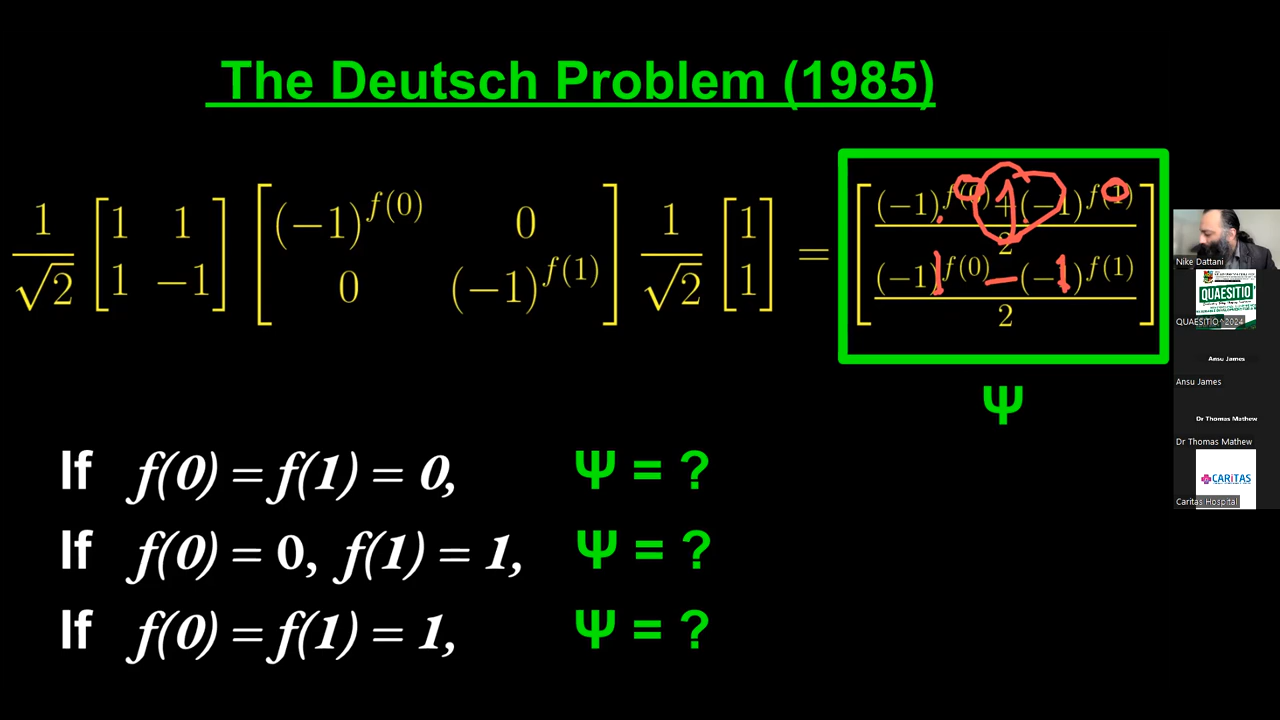 The Deutsch Problem (1985)
1/√2 [1 1; 1 −1] [(−1)^f(0) 0; 0 (−1)^f(1)] 1/√2 [1; 1] = [((−1)^f(0) + (−1)^f(1))/2; ((−1)^f(0) − (−1)^f(1))/2]
Ψ
If f(0) = f(1) = 0, Ψ = ?
If f(0) = 0, f(1) = 1, Ψ = ?
If f(0) = f(1) = 1, Ψ = ?
Nike Dattani
QUAESITIO
QUAESITIO^2024
Ansu James
Ansu James
Dr Thomas Mathew
Dr Thomas Mathew
CARITAS
Caritas Hospital